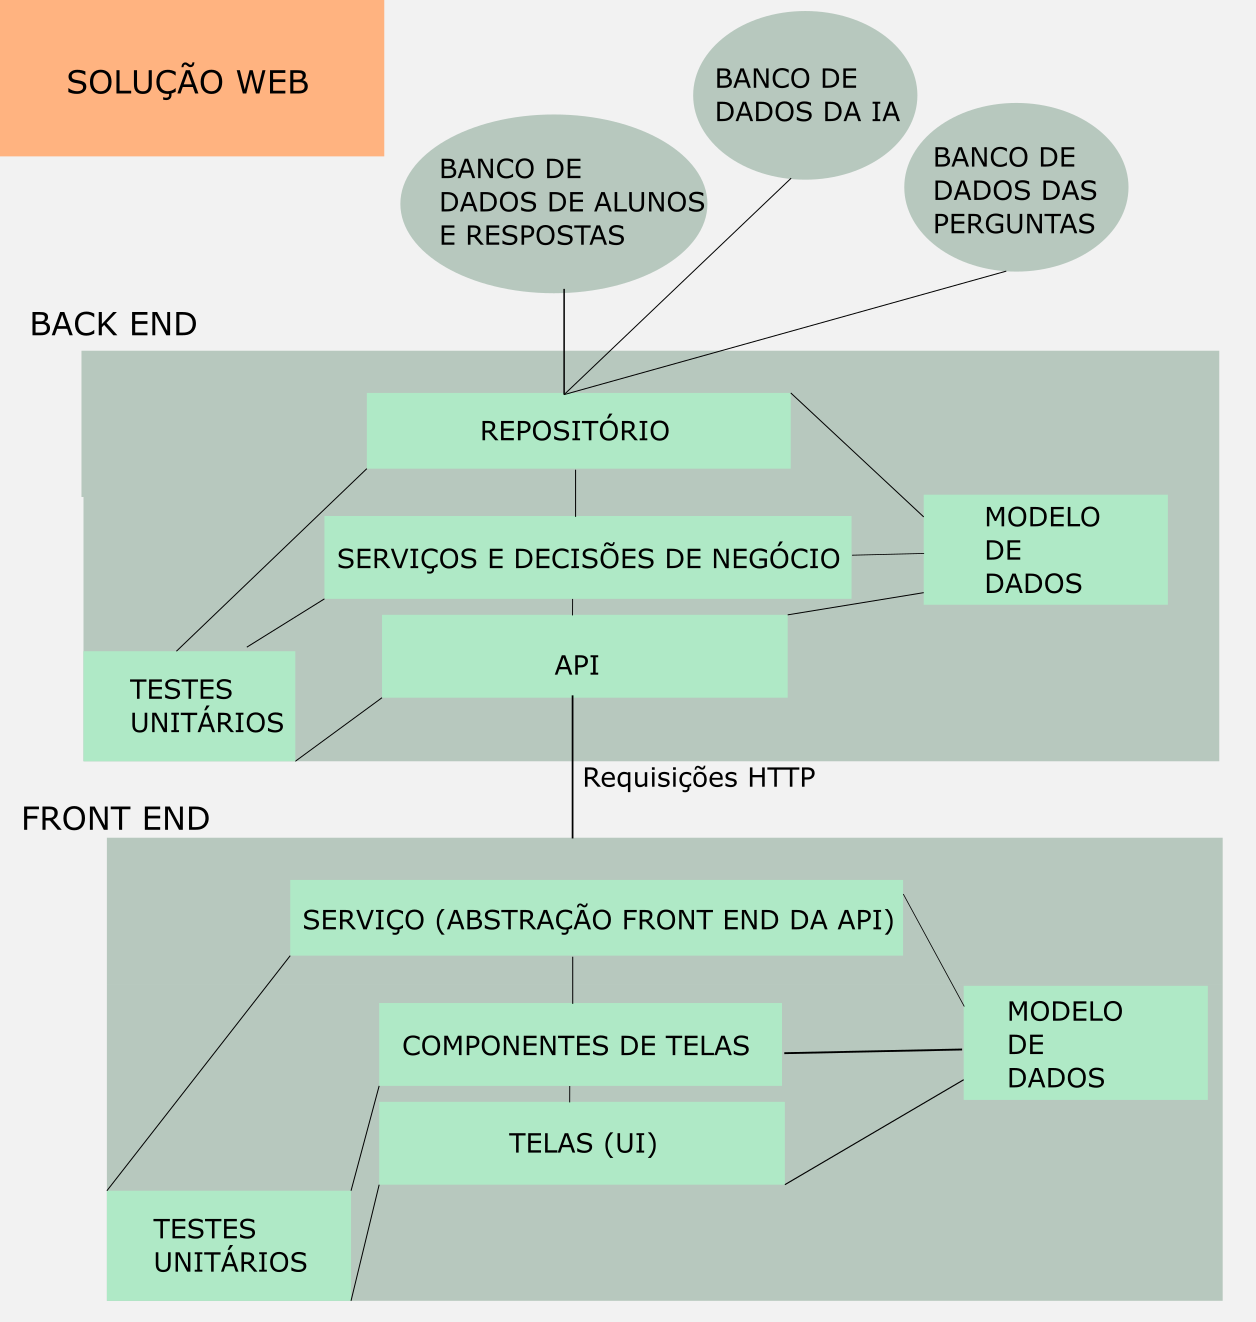 SOLUÇÃO WEB
BANCO DE
DADOS DA IA
BANCO DE
DADOS DE ALUNOS
E RESPOSTAS
BANCO DE
DADOS DAS
PERGUNTAS
BACK END
REPOSITÓRIO
SERVIÇOS E DECISÕES DE NEGÓCIO
MODELO
DE
DADOS
API
TESTES
UNITÁRIOS
Requisições HTTP
FRONT END
SERVIÇO (ABSTRAÇÃO FRONT END DA API)
COMPONENTES DE TELAS
MODELO
DE
DADOS
TELAS (UI)
TESTES
UNITÁRIOS